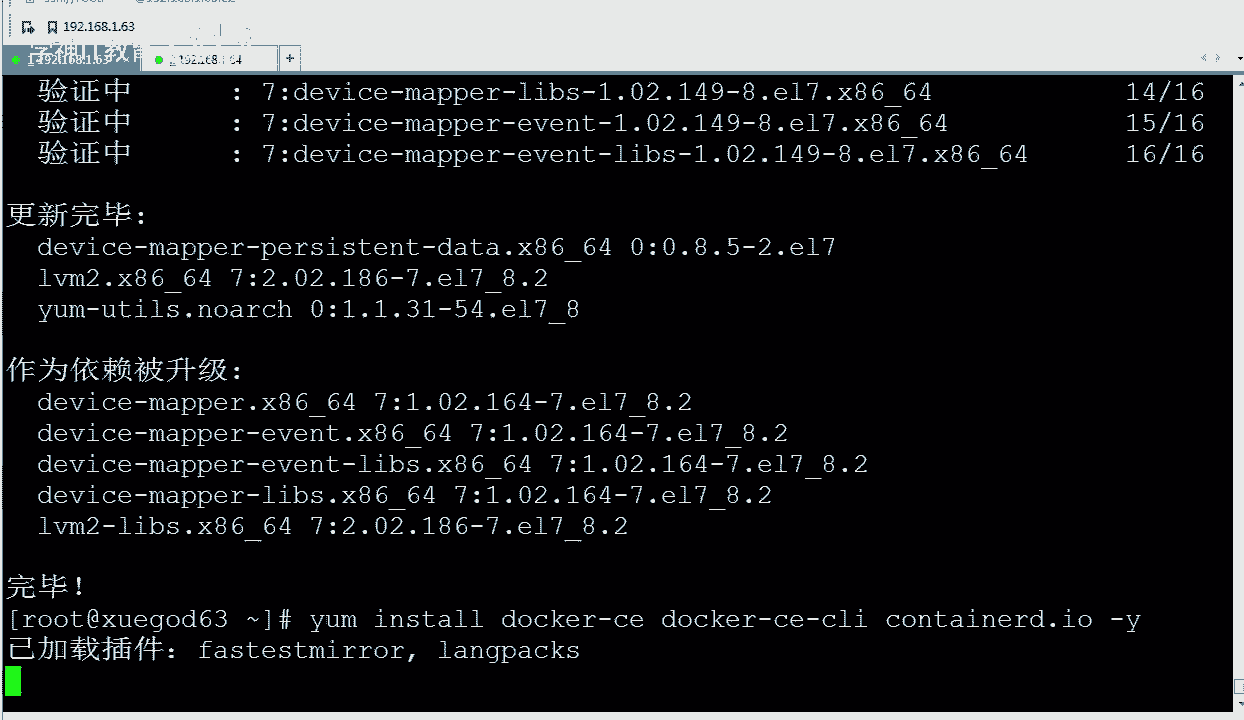 192.168.1.63
学神IT教育
1 192.168.1.63
2 192.168.1.64
+
验证中 : 7:device-mapper-libs-1.02.149-8.el7.x86_64 14/16
验证中 : 7:device-mapper-event-1.02.149-8.el7.x86_64 15/16
验证中 : 7:device-mapper-event-libs-1.02.149-8.el7.x86_64 16/16
更新完毕:
device-mapper-persistent-data.x86_64 0:0.8.5-2.el7
lvm2.x86_64 7:2.02.186-7.el7_8.2
yum-utils.noarch 0:1.1.31-54.el7_8
作为依赖被升级:
device-mapper.x86_64 7:1.02.164-7.el7_8.2
device-mapper-event.x86_64 7:1.02.164-7.el7_8.2
device-mapper-event-libs.x86_64 7:1.02.164-7.el7_8.2
device-mapper-libs.x86_64 7:1.02.164-7.el7_8.2
lvm2-libs.x86_64 7:2.02.186-7.el7_8.2
完毕!
[root@xuegod63 ~]# yum install docker-ce docker-ce-cli containerd.io -y
已加载插件: fastestmirror, langpacks